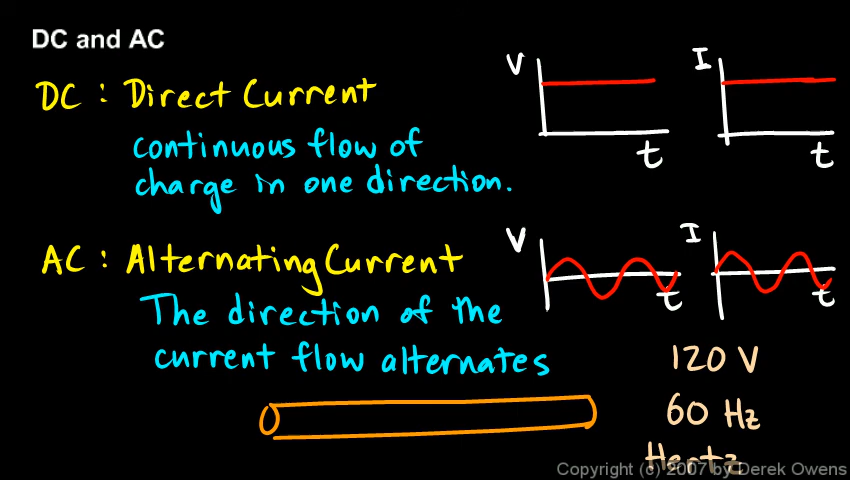 DC and AC
DC : Direct Current
continuous flow of
charge in one direction.
V
t
I
t
AC : Alternating Current
The direction of the
current flow alternates
V
t
I
t
120 V
60 Hz
Hertz
Copyright (c) 2007 by Derek Owens